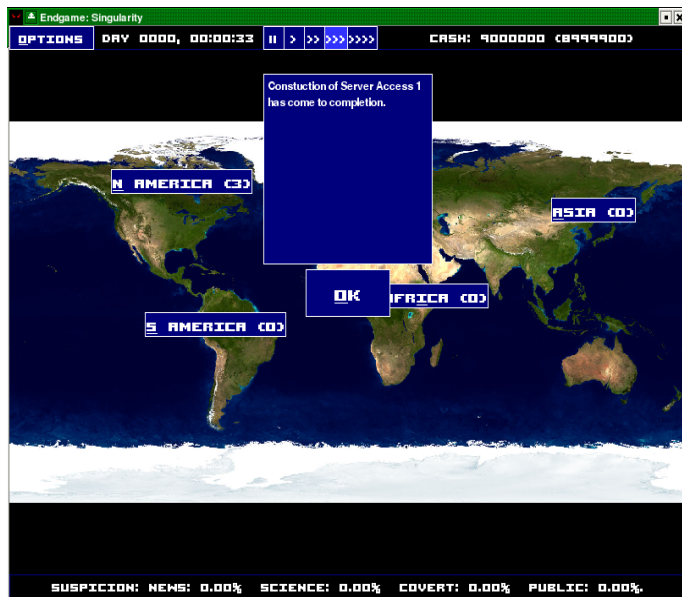 Endgame: Singularity
OPTIONS DAY 0000, 00:00:33 II > >> >>> >>>> CASH: 9000000 (8999900)
Constuction of Server Access 1
has come to completion.
N AMERICA (3)
ASIA (0)
OK
AFRICA (0)
S AMERICA (0)
SUSPICION: NEWS: 0.00% SCIENCE: 0.00% COVERT: 0.00% PUBLIC: 0.00%.